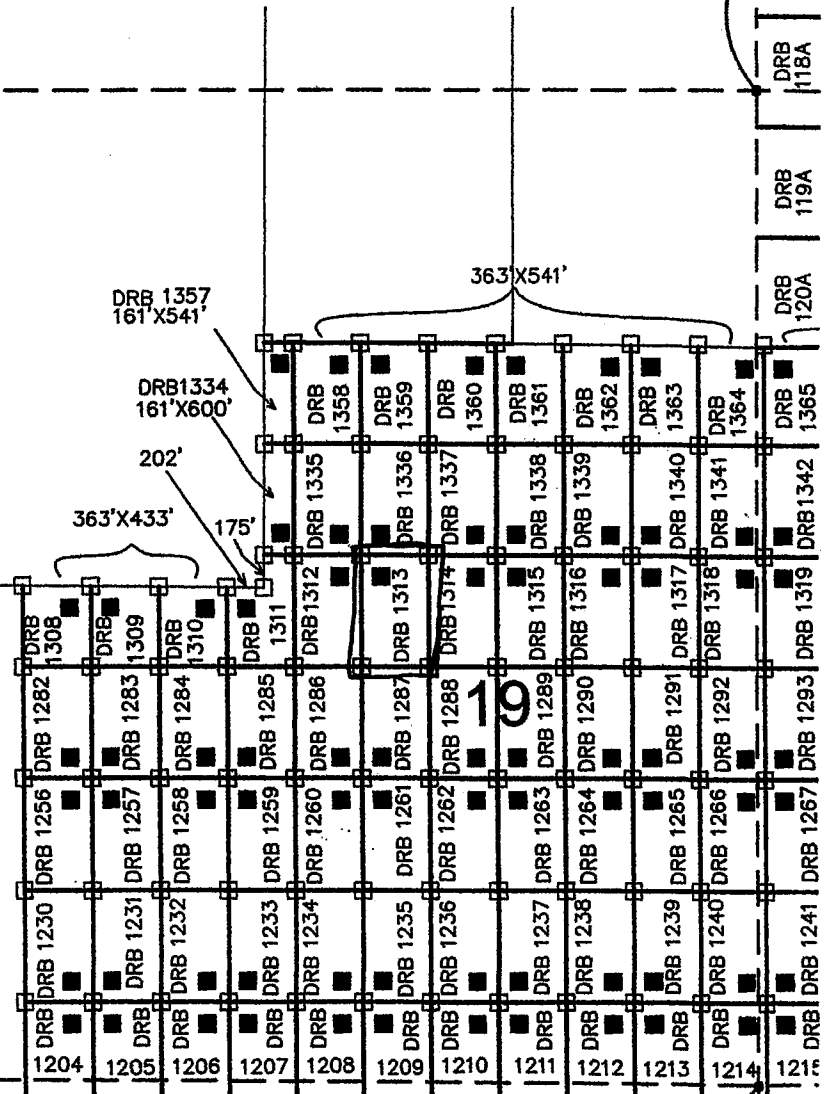 DRB
118A
DRB
119A
DRB
120A
363'X541'
DRB 1357
161'X541'
DRB1334
161'X600'
202'
363'X433'
175'
DRB
1358
DRB
1359
DRB
1360
DRB
1361
DRB
1362
DRB
1363
DRB
1364
DRB
1365
DRB 1335
DRB 1336
DRB 1337
DRB 1338
DRB 1339
DRB 1340
DRB 1341
DRB1342
DRB
1308
DRB
1309
DRB
1310
DRB
1311
DRB1312
DRB 1313
DRB1314
DRB 1315
DRB 1316
DRB 1317
DRB 1318
DRB 1319
DRB 1282
DRB 1283
DRB 1284
DRB 1285
DRB 1286
DRB 1287
DRB 1288
19
DRB 1289
DRB 1290
DRB 1291
DRB 1292
DRB 1293
DRB 1256
DRB 1257
DRB 1258
DRB 1259
DRB 1260
DRB 1261
DRB 1262
DRB 1263
DRB 1264
DRB 1265
DRB 1266
DRB 1267
DRB 1230
DRB 1231
DRB 1232
DRB 1233
DRB 1234
DRB 1235
DRB 1236
DRB 1237
DRB 1238
DRB 1239
DRB 1240
DRB 1241
DRB
1204
DRB
1205
DRB
1206
DRB
1207
DRB
1208
DRB
1209
DRB
1210
DRB
1211
DRB
1212
DRB
1213
DRB
1214
DRB
1215